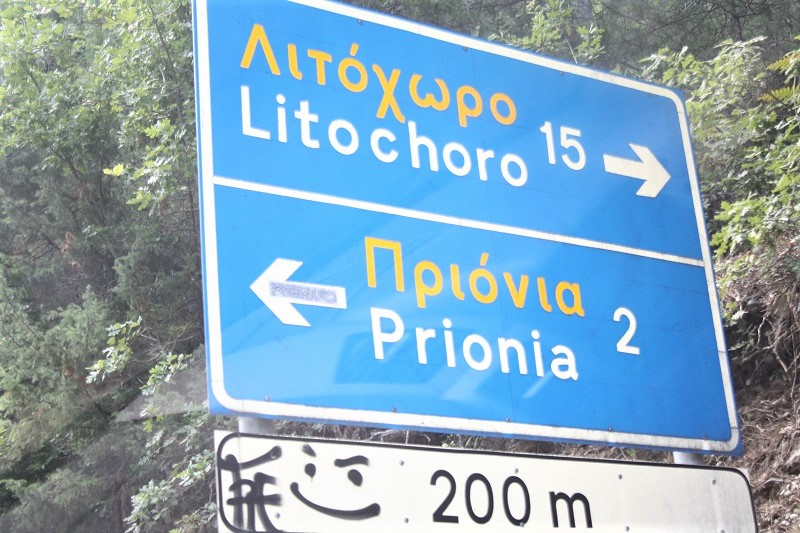 Λιτόχωρο
Litochoro 15
Πριόνια
Prionia 2
200 m